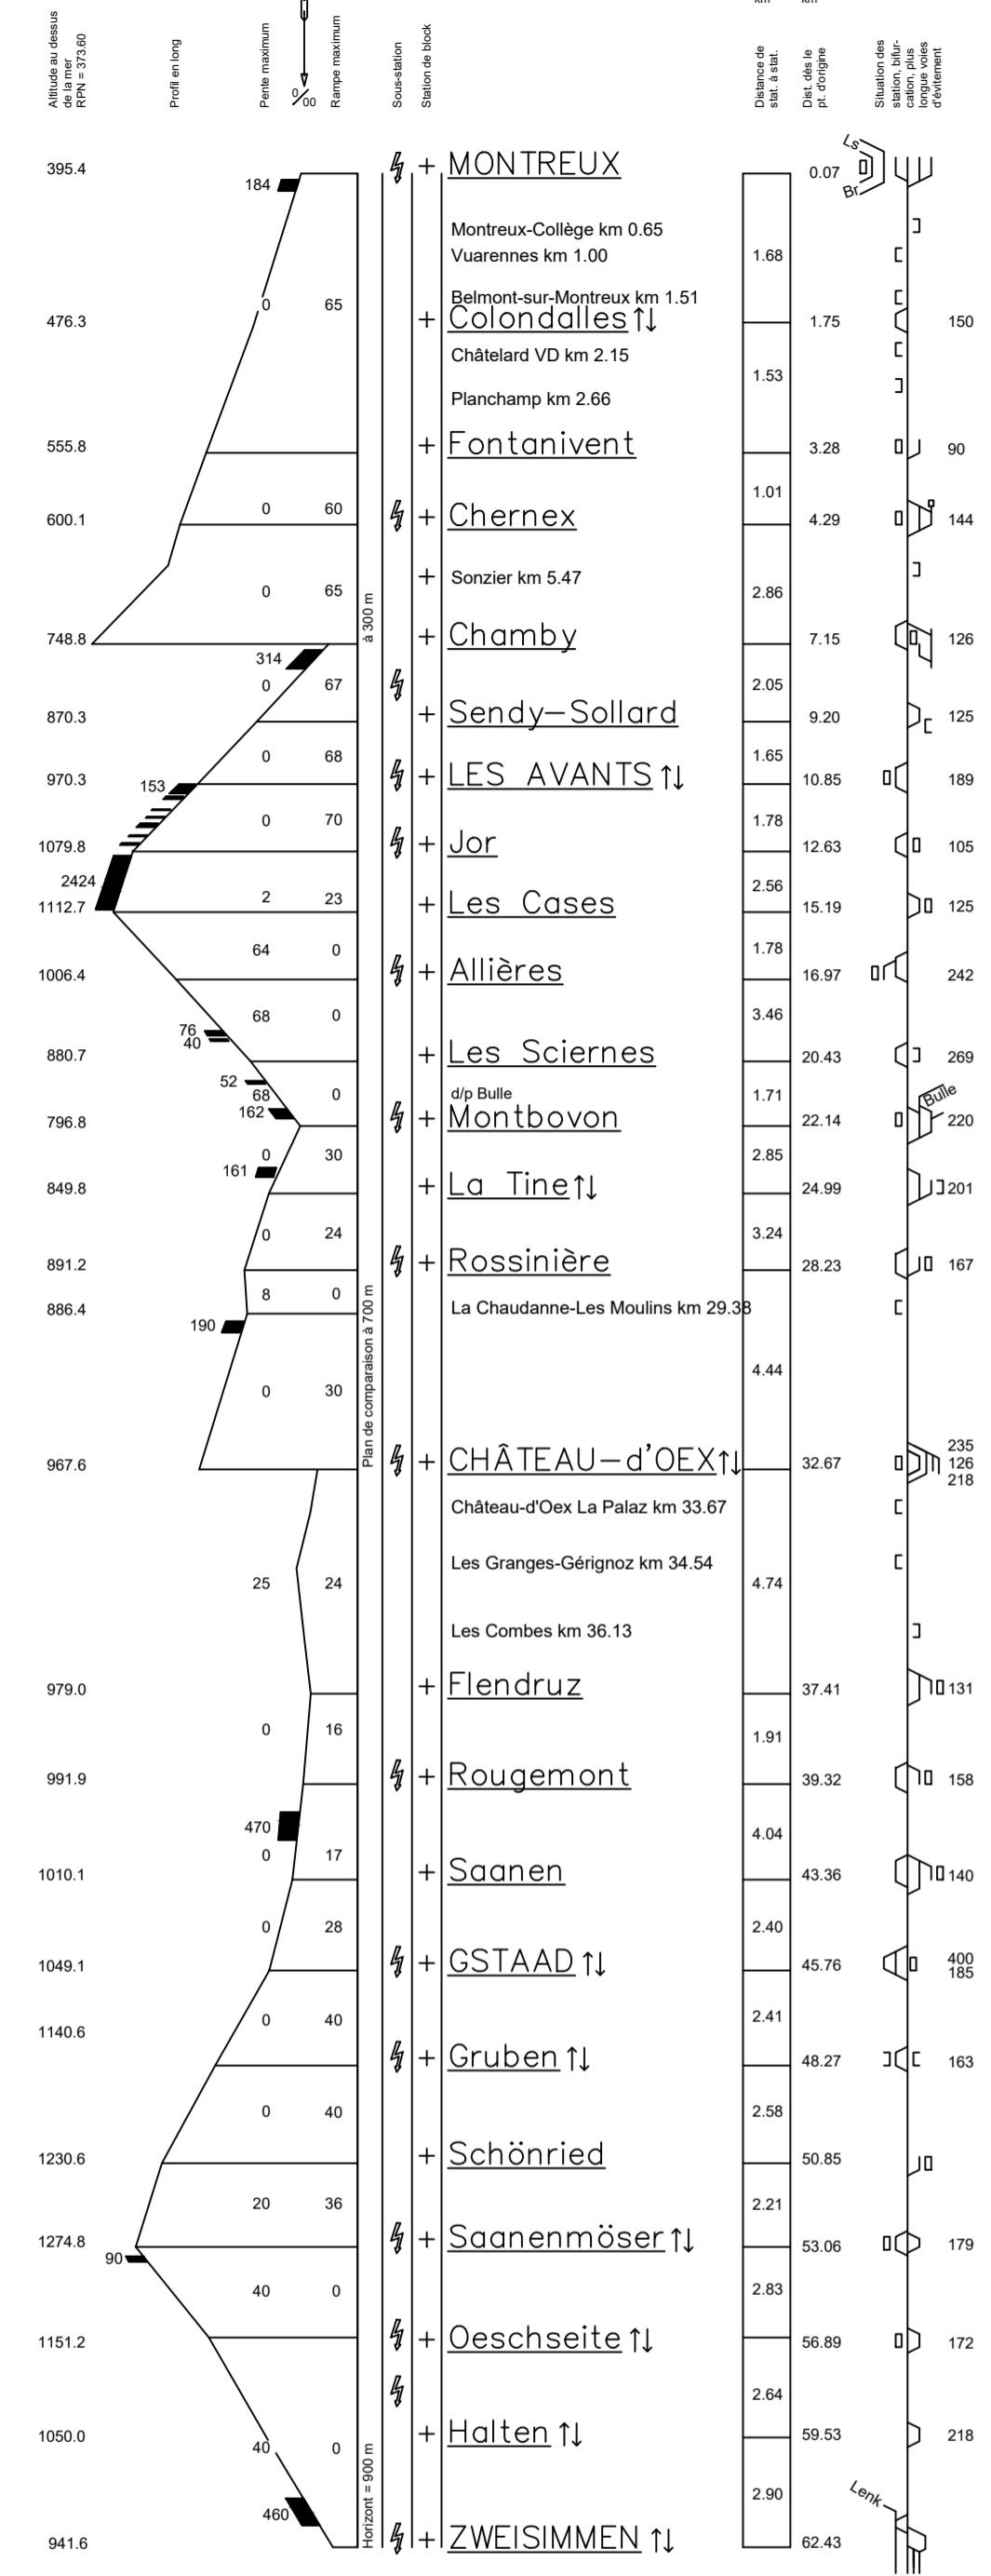 km km
Altitude au dessus
de la mer
RPN = 373.60
Profil en long
Pente maximum
0/00
Rampe maximum
Sous-station
Station de block
Distance de
stat. à stat.
Dist. dès le
pt. d'origine
Situation des
station, bifur-
cation, plus
longue voies
d'évitement
395.4 184 + MONTREUX 0.07 Ls Br
Montreux-Collège km 0.65
Vuarennes km 1.00 1.68
Belmont-sur-Montreux km 1.51
0 65
476.3 + Colondalles ↑↓ 1.75 150
Châtelard VD km 2.15
1.53
Planchamp km 2.66
555.8 + Fontanivent 3.28 90
1.01
0 60
600.1 + Chernex 4.29 144
+ Sonzier km 5.47
0 65 2.86
à 300 m
748.8 + Chamby 7.15 126
314
0 67 2.05
870.3 + Sendy-Sollard 9.20 125
0 68 1.65
970.3 153 + LES AVANTS ↑↓ 10.85 189
0 70 1.78
1079.8 + Jor 12.63 105
2424 2 23 2.56
1112.7 + Les Cases 15.19 125
64 0 1.78
1006.4 + Allières 16.97 242
68 0 3.46
76
40
880.7 + Les Sciernes 20.43 269
52
68 0 1.71
d/p Bulle
Bulle
162
796.8 + Montbovon 22.14 220
0 30 2.85
161
849.8 + La Tine ↑↓ 24.99 201
0 24 3.24
891.2 + Rossinière 28.23 167
8 0
886.4 La Chaudanne-Les Moulins km 29.38
190
0 30 4.44
Plan de comparaison à 700 m
967.6 + CHÂTEAU-d'OEX ↑↓ 32.67 235
126
218
Château-d'Oex La Palaz km 33.67
Les Granges-Gérignoz km 34.54
25 24 4.74
Les Combes km 36.13
979.0 + Flendruz 37.41 131
0 16 1.91
991.9 + Rougemont 39.32 158
470
0 17 4.04
1010.1 + Saanen 43.36 140
0 28 2.40
1049.1 + GSTAAD ↑↓ 45.76 400
185
0 40 2.41
1140.6 + Gruben ↑↓ 48.27 163
0 40 2.58
1230.6 + Schönried 50.85
20 36 2.21
1274.8 + Saanenmöser ↑↓ 53.06 179
90
40 0 2.83
1151.2 + Oeschseite ↑↓ 56.89 172
2.64
1050.0 + Halten ↑↓ 59.53 218
40 0
2.90
Horizont = 900 m
Lenk
460
941.6 + ZWEISIMMEN ↑↓ 62.43